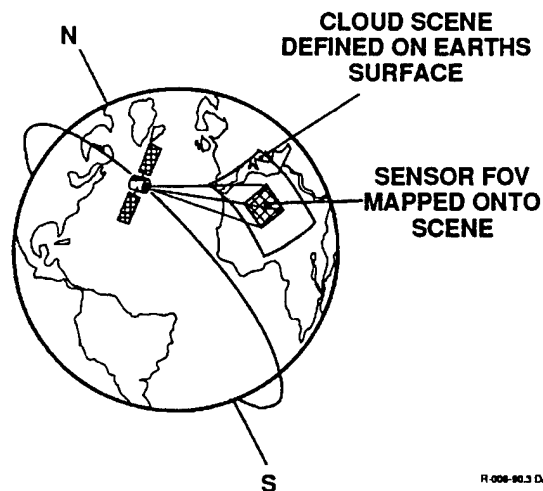 CLOUD SCENE
DEFINED ON EARTHS
SURFACE
N
SENSOR FOV
MAPPED ONTO
SCENE
S